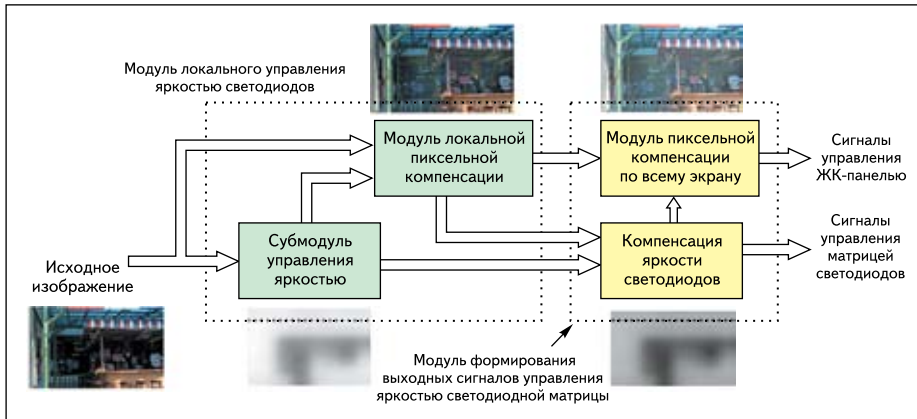 Модуль локального управления
яркостью светодиодов
Модуль локальной
пиксельной
компенсации
Модуль пиксельной
компенсации
по всему экрану
Сигналы
управления
ЖК-панелью
Субмодуль
управления
яркостью
Компенсация
яркости
светодиодов
Сигналы
управления
матрицей
светодиодов
Исходное
изображение
Модуль формирования
выходных сигналов управления
яркостью светодиодной матрицы